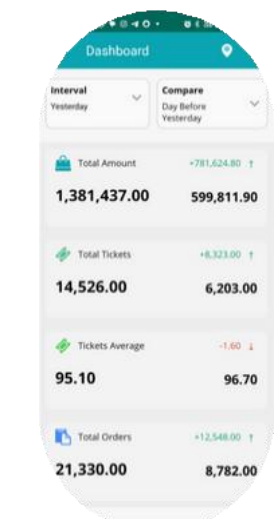 Dashboard
Interval
Yesterday
Compare
Day Before
Yesterday
Total Amount +781,624.80 ↑
1,381,437.00 599,811.90
Total Tickets +8,323.00 ↑
14,526.00 6,203.00
Tickets Average -1.60 ↓
95.10 96.70
Total Orders +12,548.00 ↑
21,330.00 8,782.00